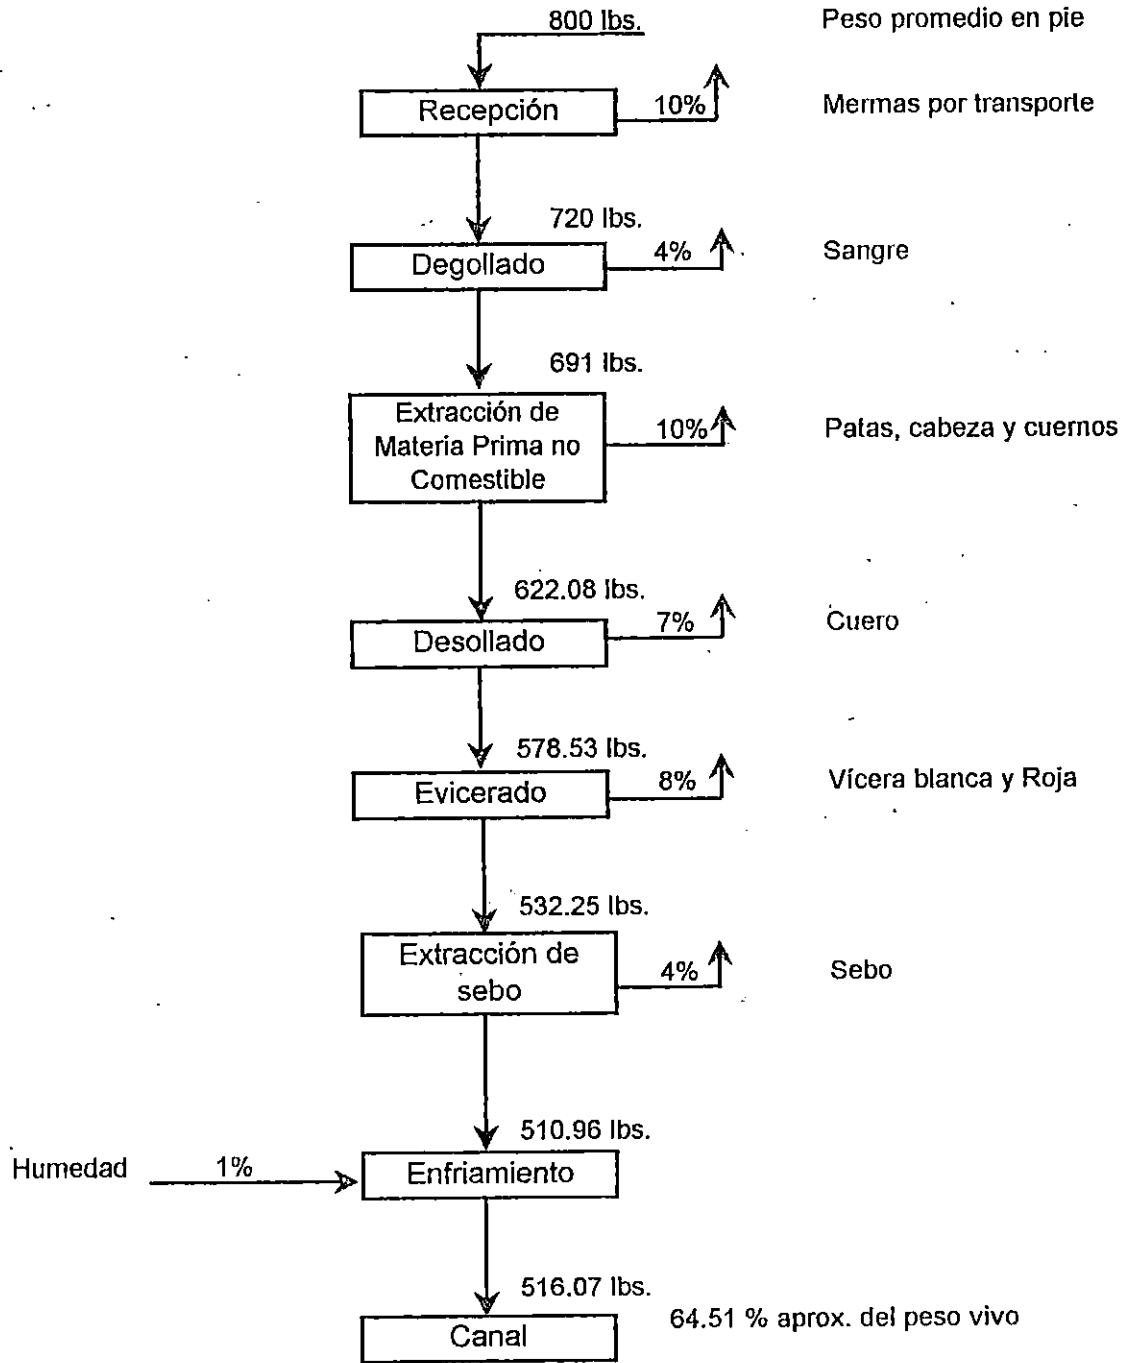 800 lbs.
Peso promedio en pie
Recepción
10%
Mermas por transporte
720 lbs.
Degollado
4%
Sangre
691 lbs.
Extracción de
Materia Prima no
Comestible
10%
Patas, cabeza y cuernos
622.08 lbs.
Desollado
7%
Cuero
578.53 lbs.
Evicerado
8%
Vícera blanca y Roja
532.25 lbs.
Extracción de
sebo
4%
Sebo
510.96 lbs.
Humedad
1%
Enfriamiento
516.07 lbs.
Canal
64.51 % aprox. del peso vivo